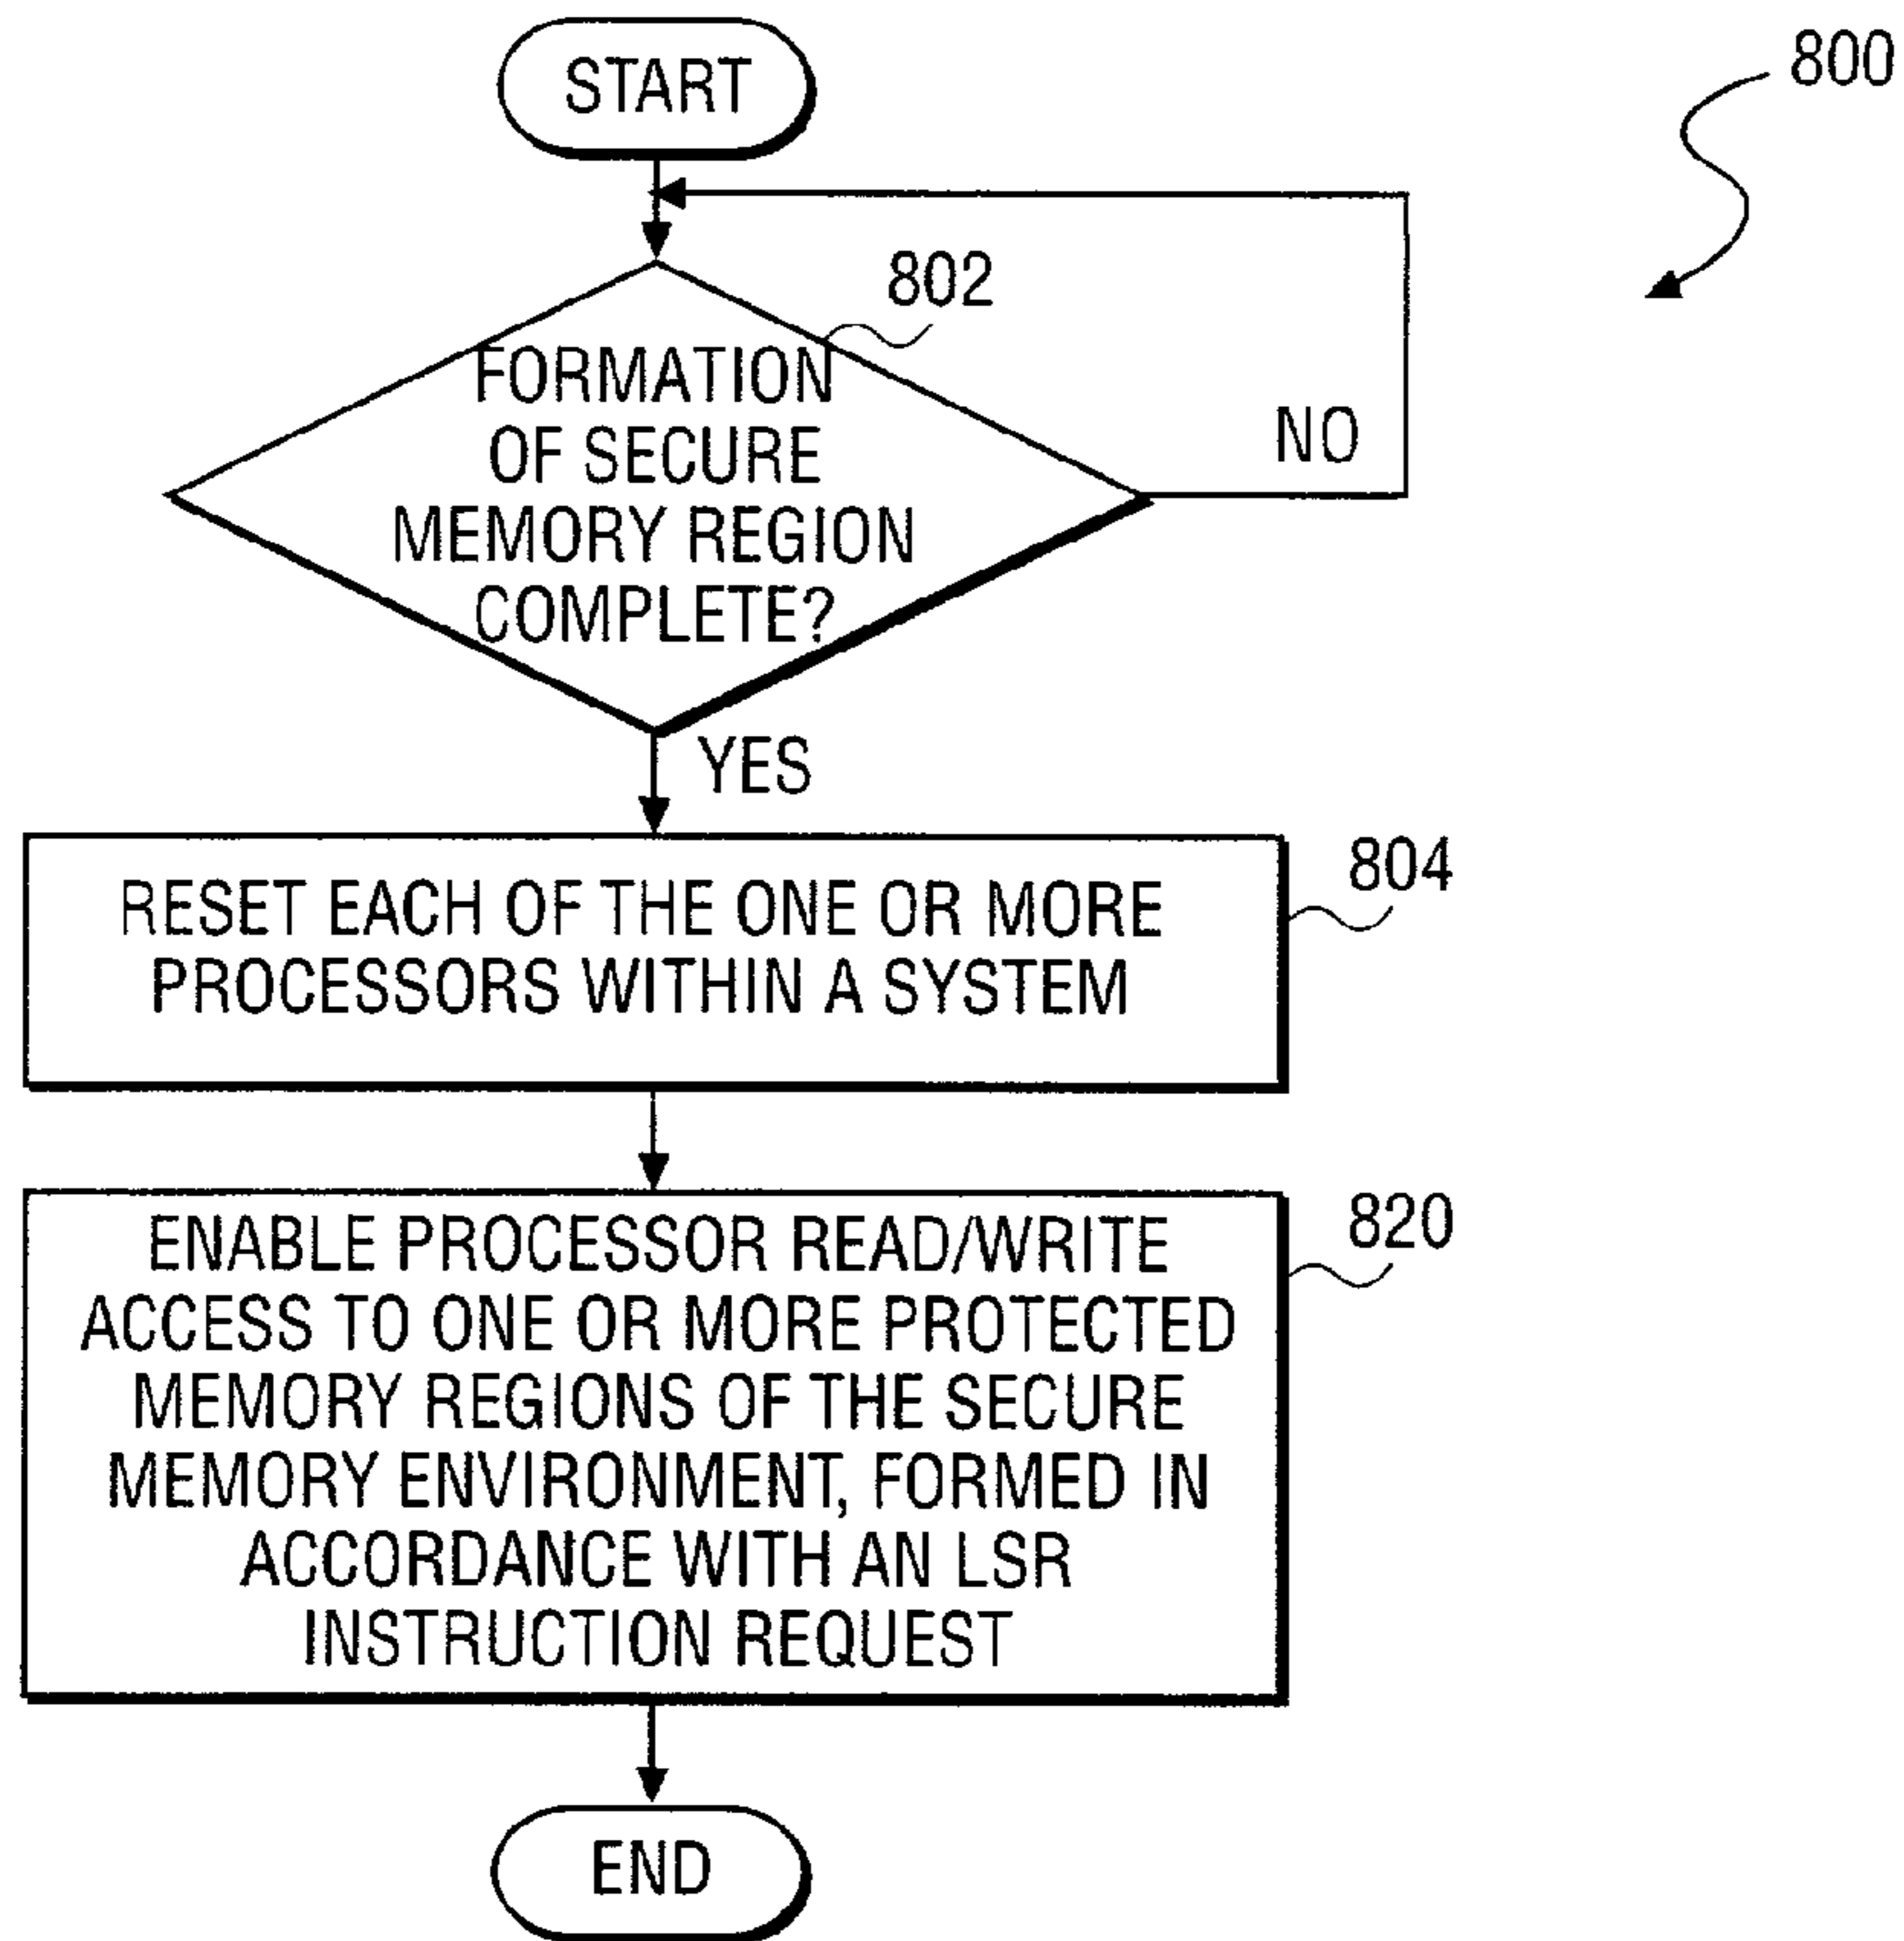 START
800
802
FORMATION
OF SECURE
MEMORY REGION
COMPLETE?
NO
YES
804
RESET EACH OF THE ONE OR MORE
PROCESSORS WITHIN A SYSTEM
820
ENABLE PROCESSOR READ/WRITE
ACCESS TO ONE OR MORE PROTECTED
MEMORY REGIONS OF THE SECURE
MEMORY ENVIRONMENT, FORMED IN
ACCORDANCE WITH AN LSR
INSTRUCTION REQUEST
END